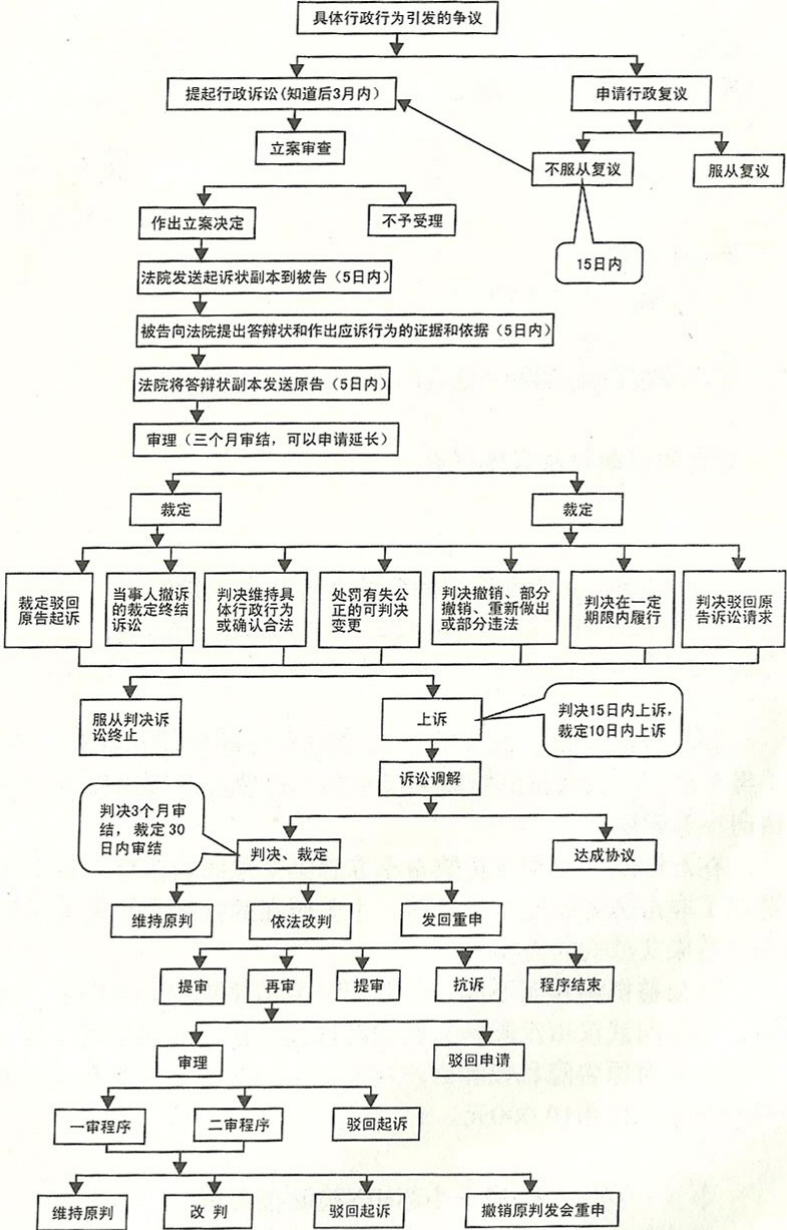 具体行政行为引发的争议
提起行政诉讼(知道后3月内)
申请行政复议
立案审查
不服从复议
服从复议
作出立案决定
不予受理
15日内
法院发送起诉状副本到被告（5日内）
被告向法院提出答辩状和作出应诉行为的证据和依据（5日内）
法院将答辩状副本发送原告（5日内）
审理（三个月审结，可以申请延长）
裁定
裁定
裁定驳回
原告起诉
当事人撤诉
的裁定终结
诉讼
判决维持具
体行政行为
或确认合法
处罚有失公
正的可判决
变更
判决撤销、部分
撤销、重新做出
或部分违法
判决在一定
期限内履行
判决驳回原
告诉讼请求
服从判决诉
讼终止
上诉
判决15日内上诉，
裁定10日内上诉
诉讼调解
判决3个月审
结，裁定30
日内审结
判决、裁定
达成协议
维持原判
依法改判
发回重申
提审
再审
提审
抗诉
程序结束
审理
驳回申请
一审程序
二审程序
驳回起诉
维持原判
改 判
驳回起诉
撤销原判发会重申